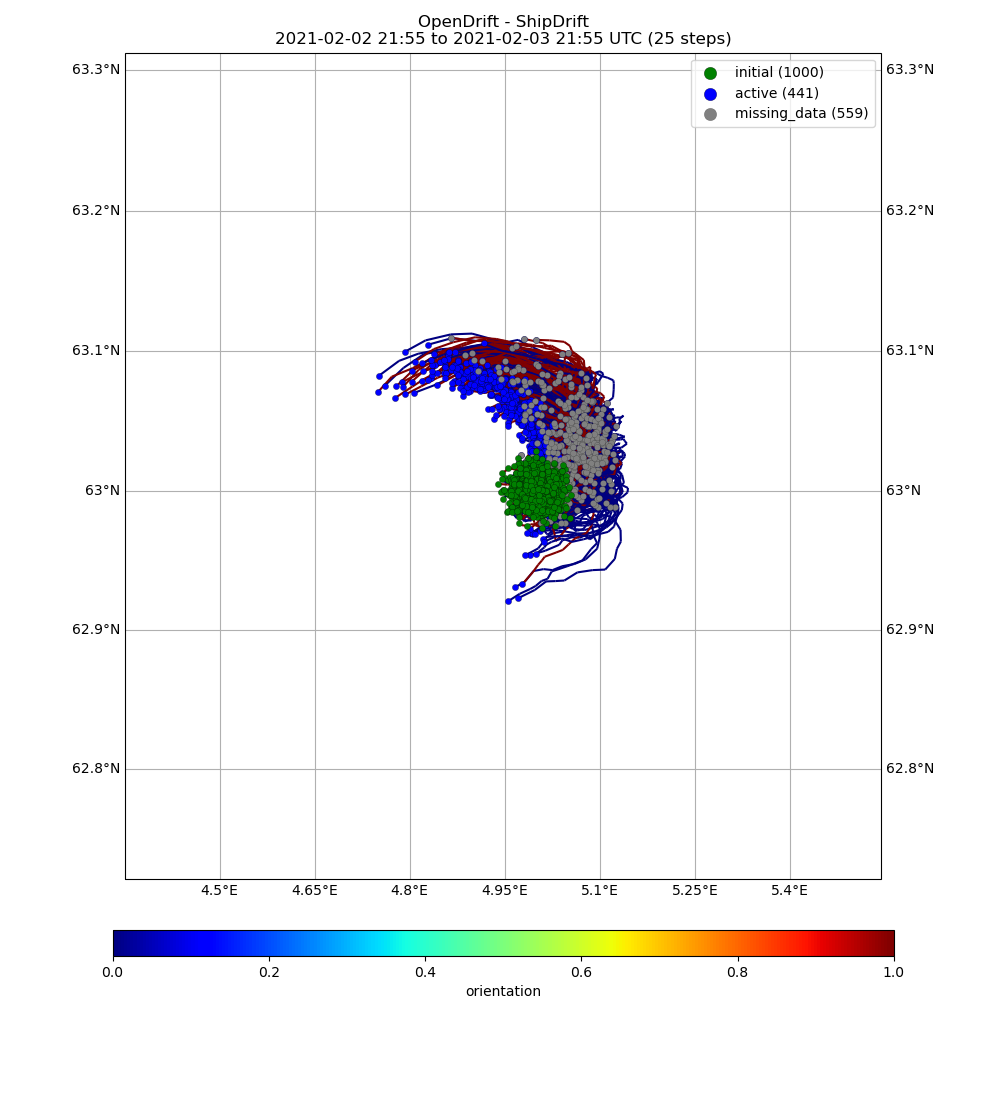 OpenDrift - ShipDrift
2021-02-02 21:55 to 2021-02-03 21:55 UTC (25 steps)
initial (1000)
active (441)
missing_data (559)
63.3°N 63.3°N
63.2°N 63.2°N
63.1°N 63.1°N
63°N 63°N
62.9°N 62.9°N
62.8°N 62.8°N
4.5°E 4.65°E 4.8°E 4.95°E 5.1°E 5.25°E 5.4°E
0.0 0.2 0.4 0.6 0.8 1.0
orientation